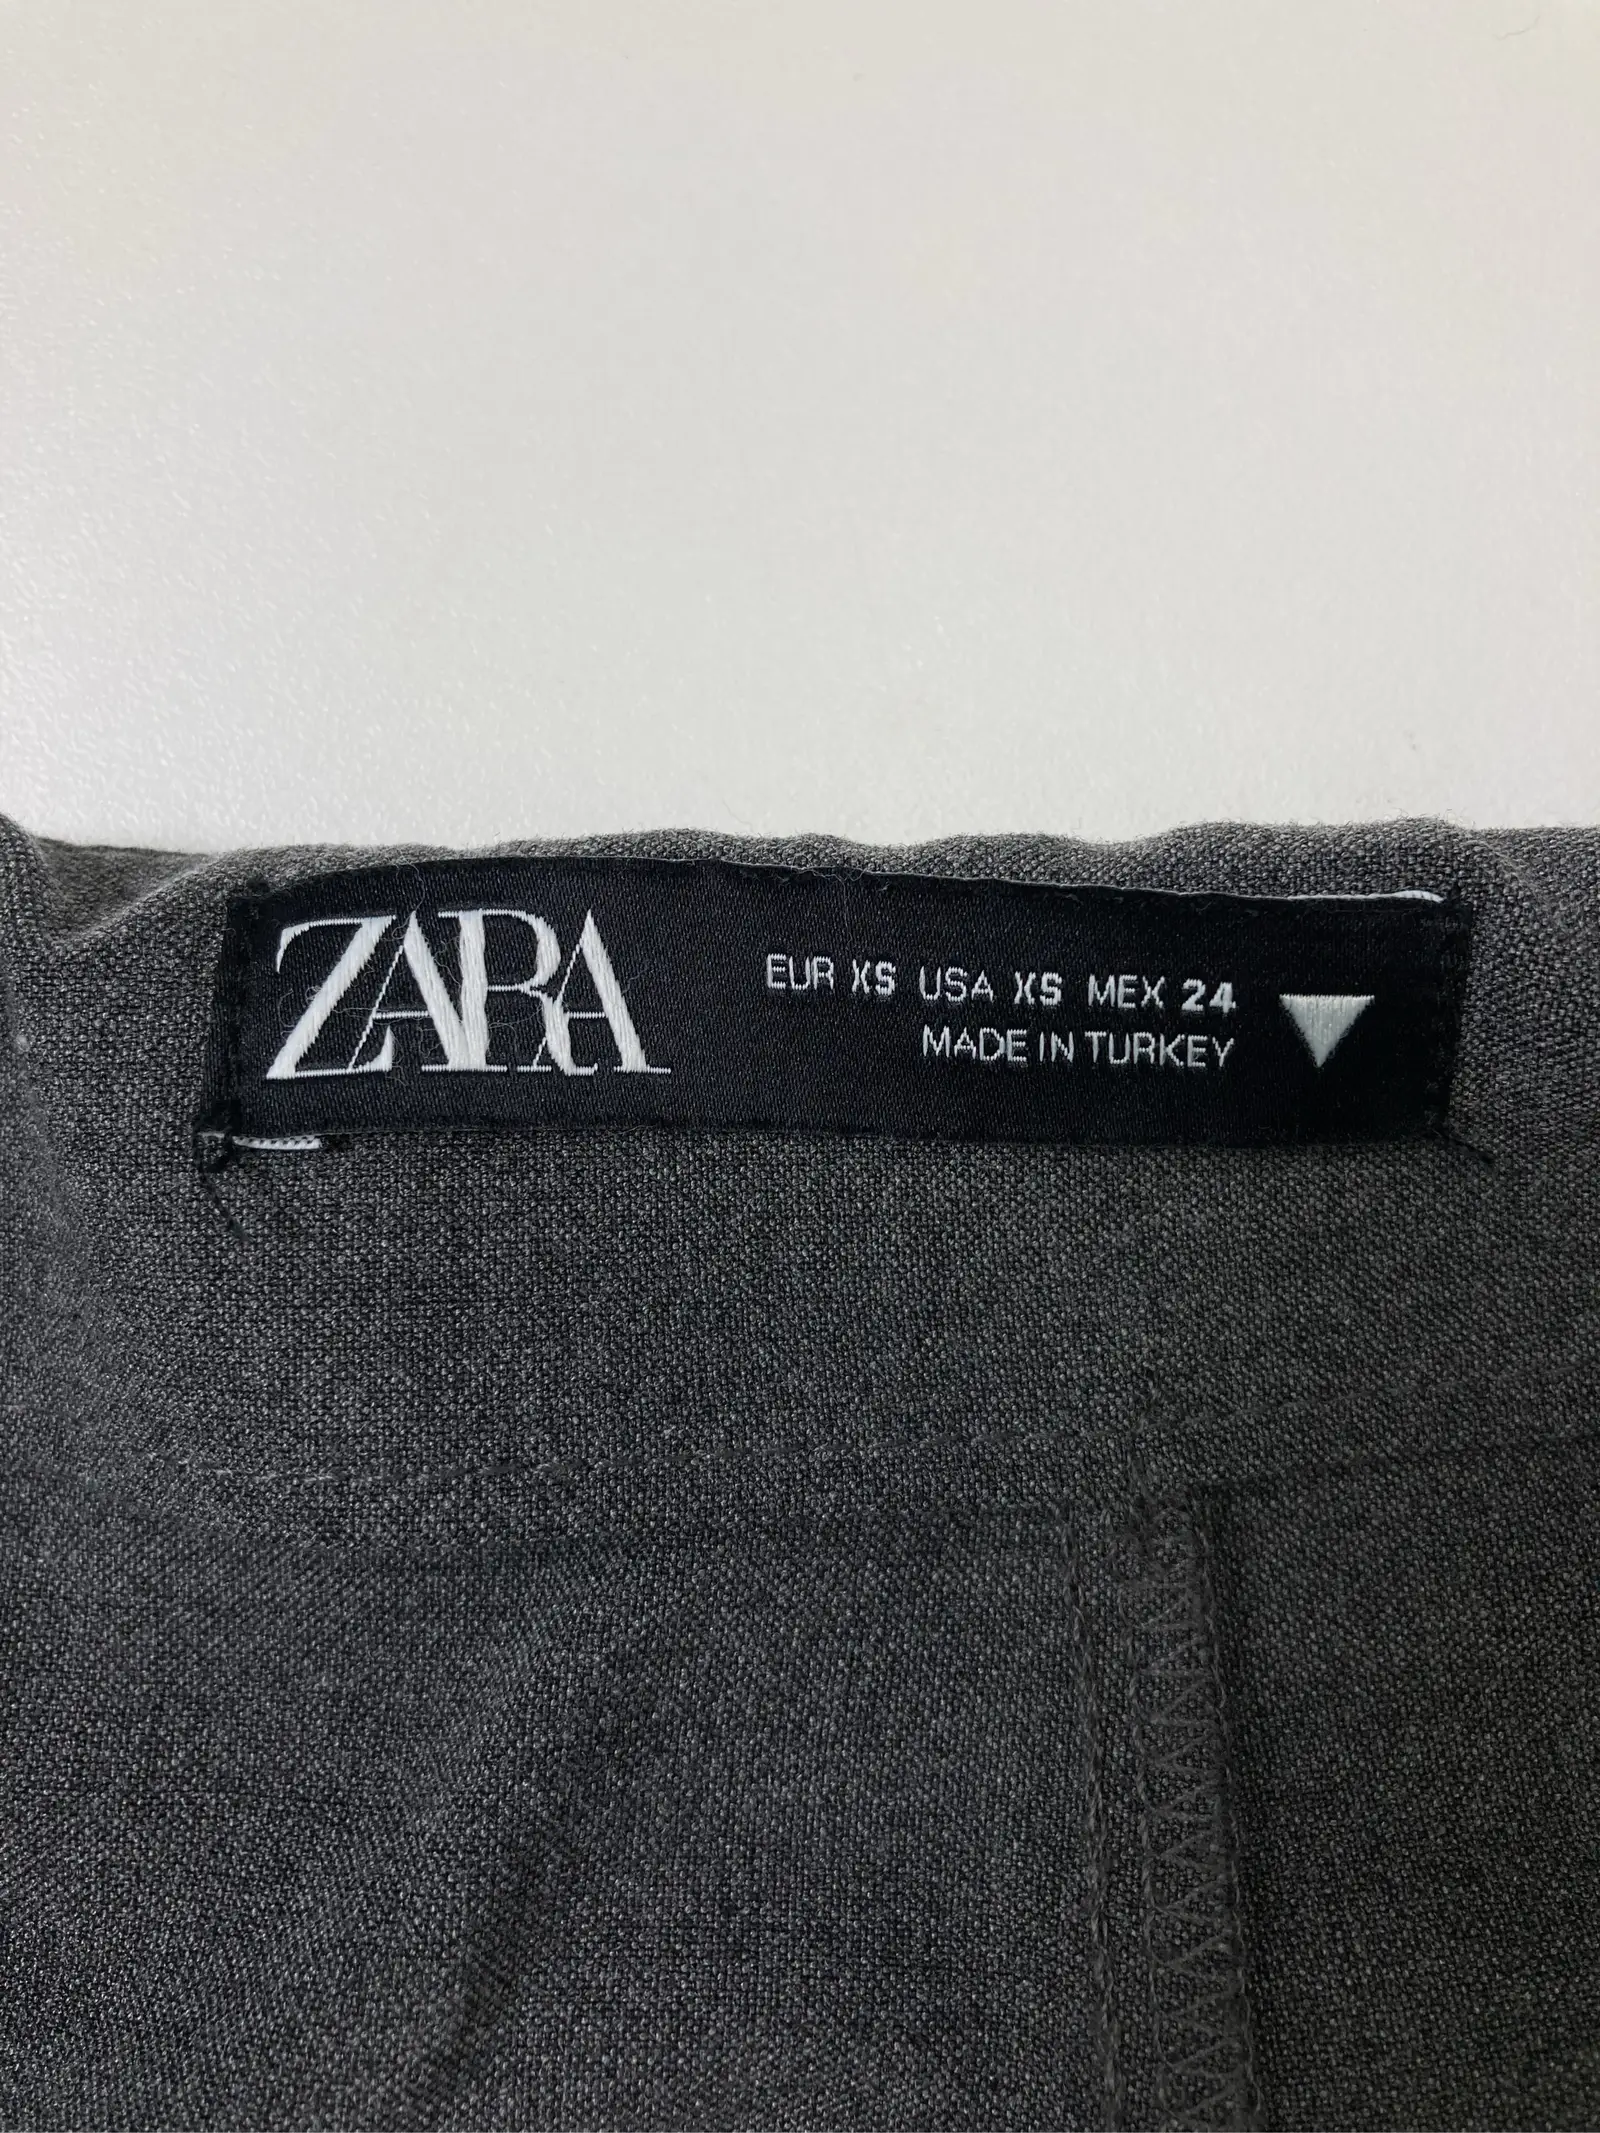 ZARA
EUR XS USA XS MEX 24
MADE IN TURKEY